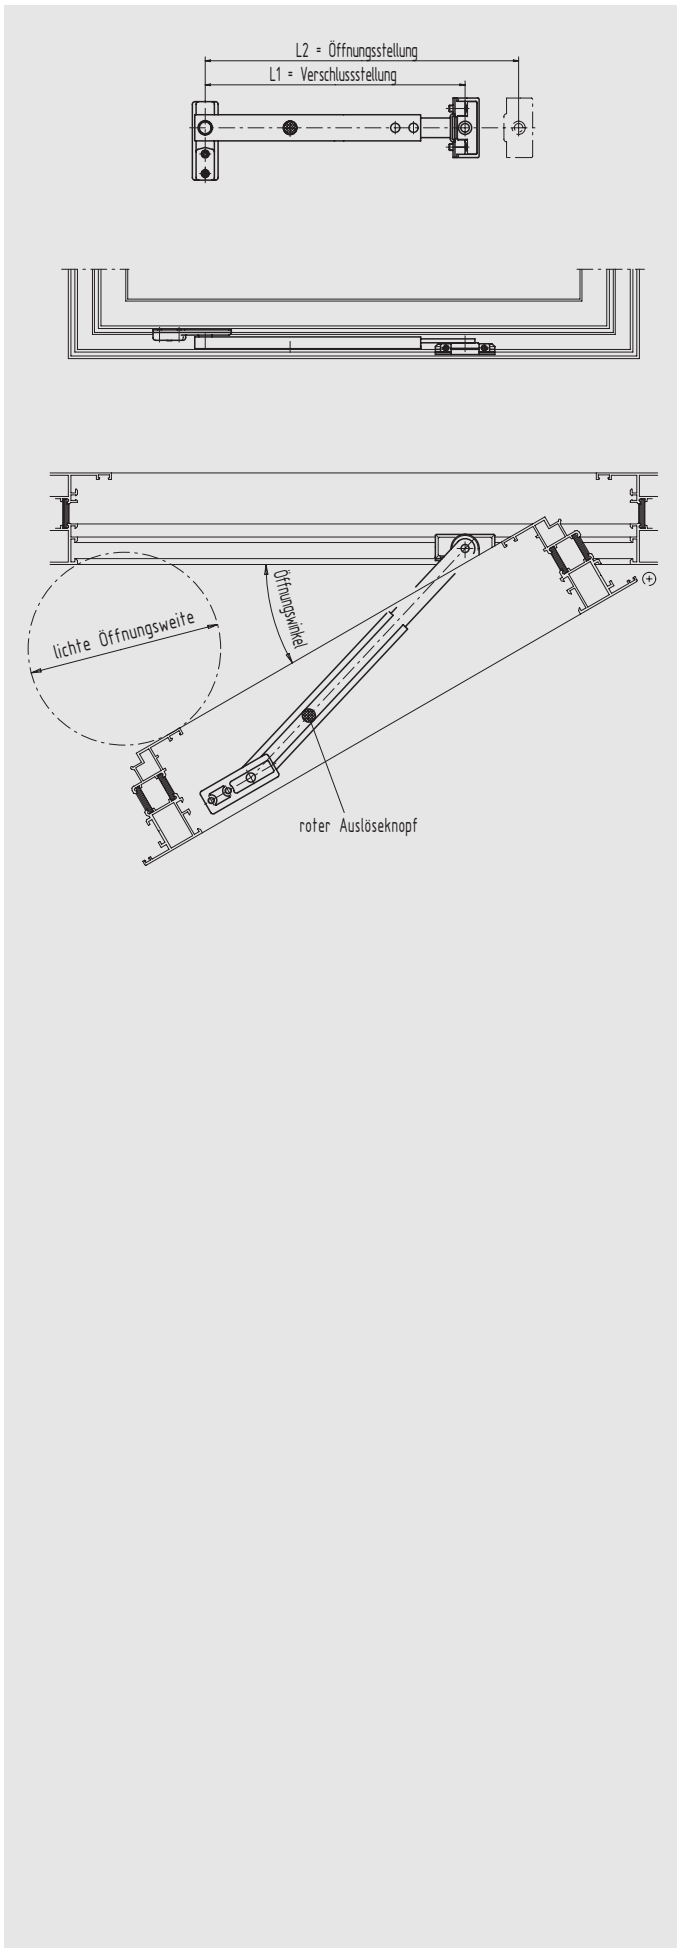 L2 = Öffnungsstellung
L1 = Verschlussstellung
Öffnungswinkel
lichte Öffnungsweite
roter Auslöseknopf